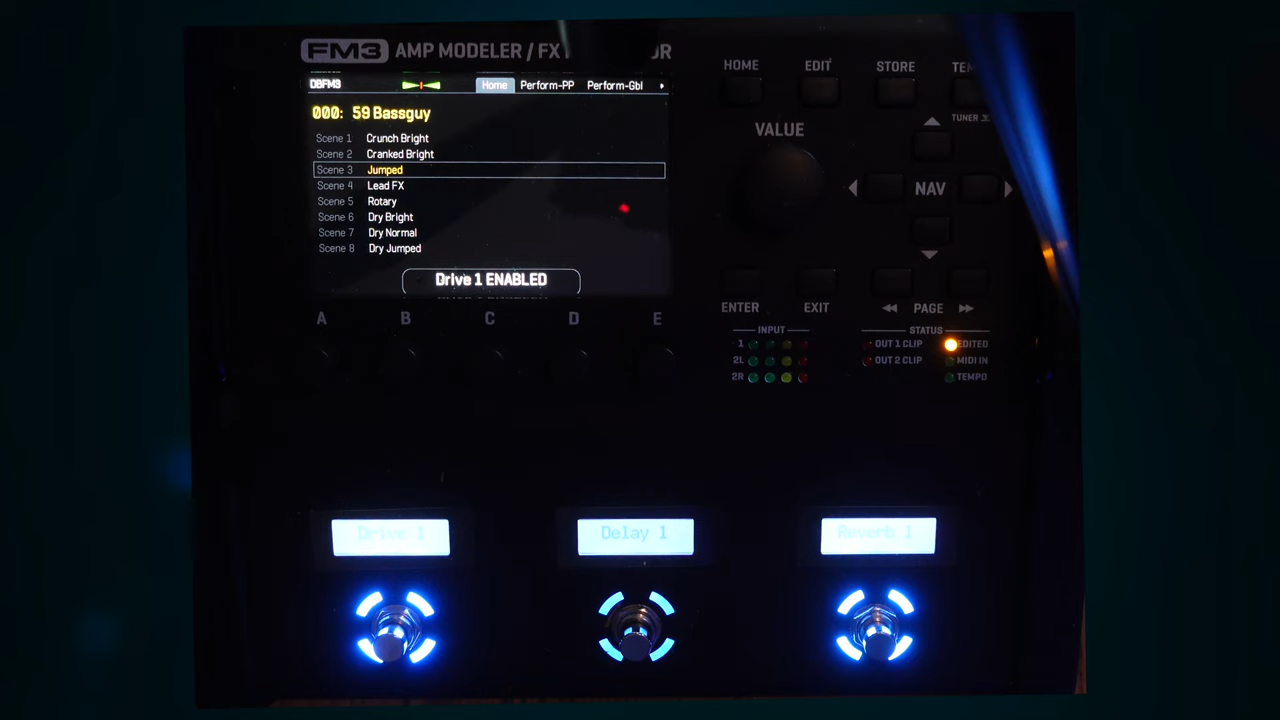 FM3 AMP MODELER / FX
DBFM3
Home Perform-PP Perform-Gbl
000: 59 Bassguy
Scene 1 Crunch Bright
Scene 2 Cranked Bright
Scene 3 Jumped
Scene 4 Lead FX
Scene 5 Rotary
Scene 6 Dry Bright
Scene 7 Dry Normal
Scene 8 Dry Jumped
Drive 1 ENABLED
A B C D E
HOME EDIT STORE
TUNER
VALUE
NAV
ENTER EXIT PAGE
INPUT
1
2L
2R
STATUS
OUT 1 CLIP EDITED
OUT 2 CLIP MIDI IN
TEMPO
Drive 1 Delay 1 Reverb 1